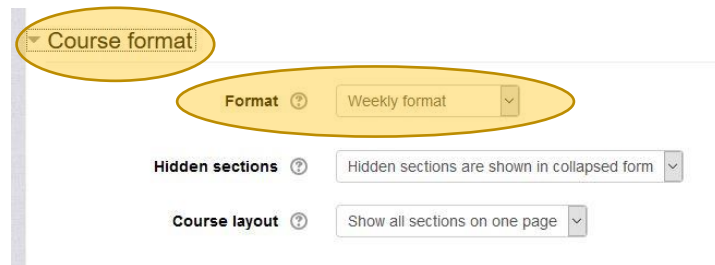 Course format
Format Weekly format
Hidden sections Hidden sections are shown in collapsed form
Course layout Show all sections on one page